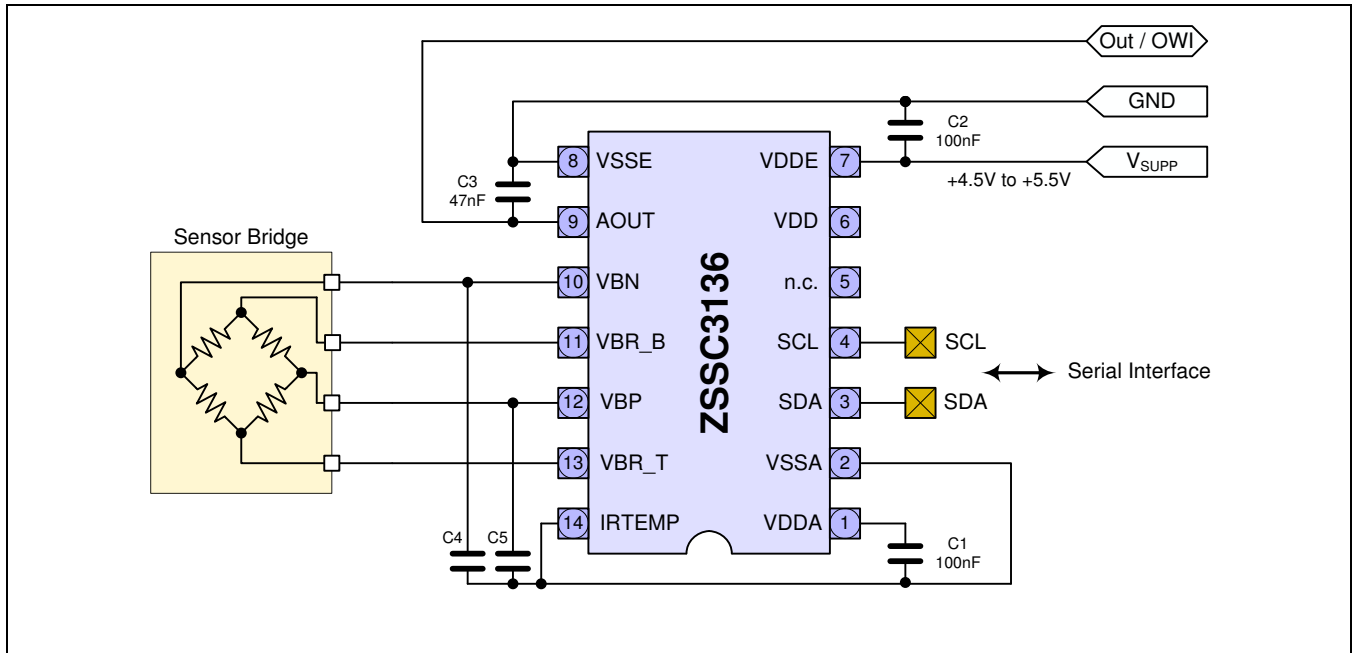 Out / OWI
GND
C2
100nF
VSUPP
+4.5V to +5.5V
C3
47nF
8 VSSE
VDDE 7
9 AOUT
VDD 6
Sensor Bridge
10 VBN
n.c. 5
11 VBR_B
SCL 4
SCL
Serial Interface
12 VBP
SDA 3
SDA
13 VBR_T
VSSA 2
14 IRTEMP
VDDA 1
ZSSC3136
C4
C5
C1
100nF